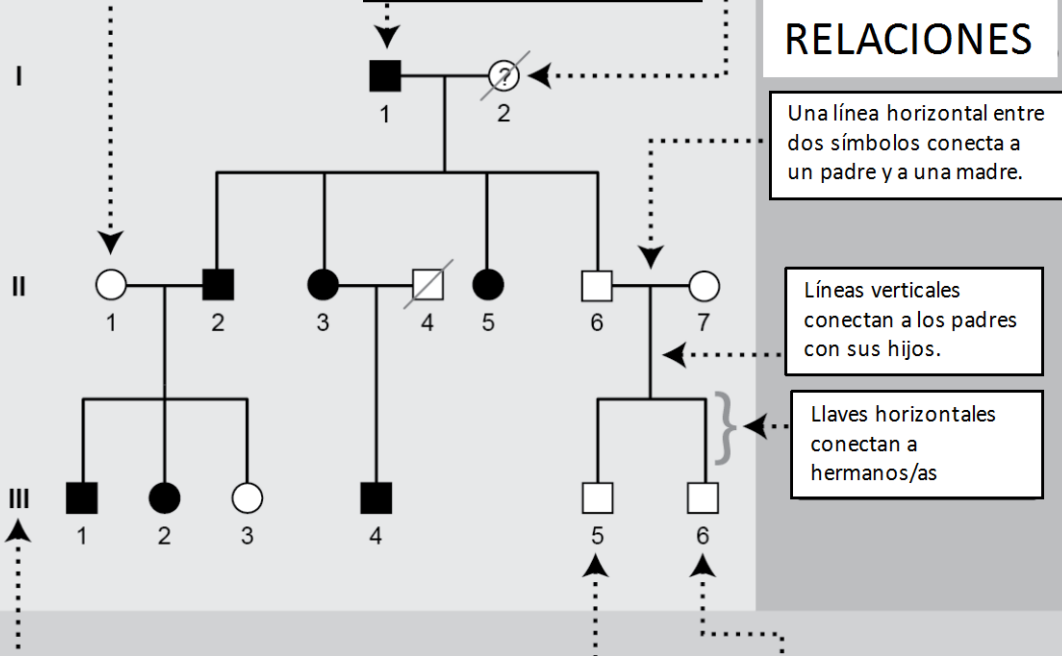 RELACIONES
I
?
1
2
Una línea horizontal entre
dos símbolos conecta a
un padre y a una madre.
II
1
2
3
4
5
6
7
Líneas verticales
conectan a los padres
con sus hijos.
Llaves horizontales
conectan a
hermanos/as
III
1
2
3
4
5
6